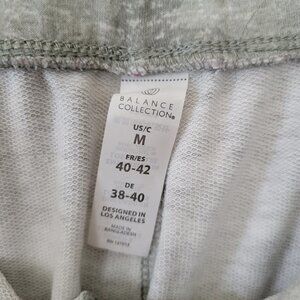 BALANCE
COLLECTION®
US/C
M
FR/ES
40-42
DE
38-40
DESIGNED IN
LOS ANGELES
MADE IN
BANGLADESH